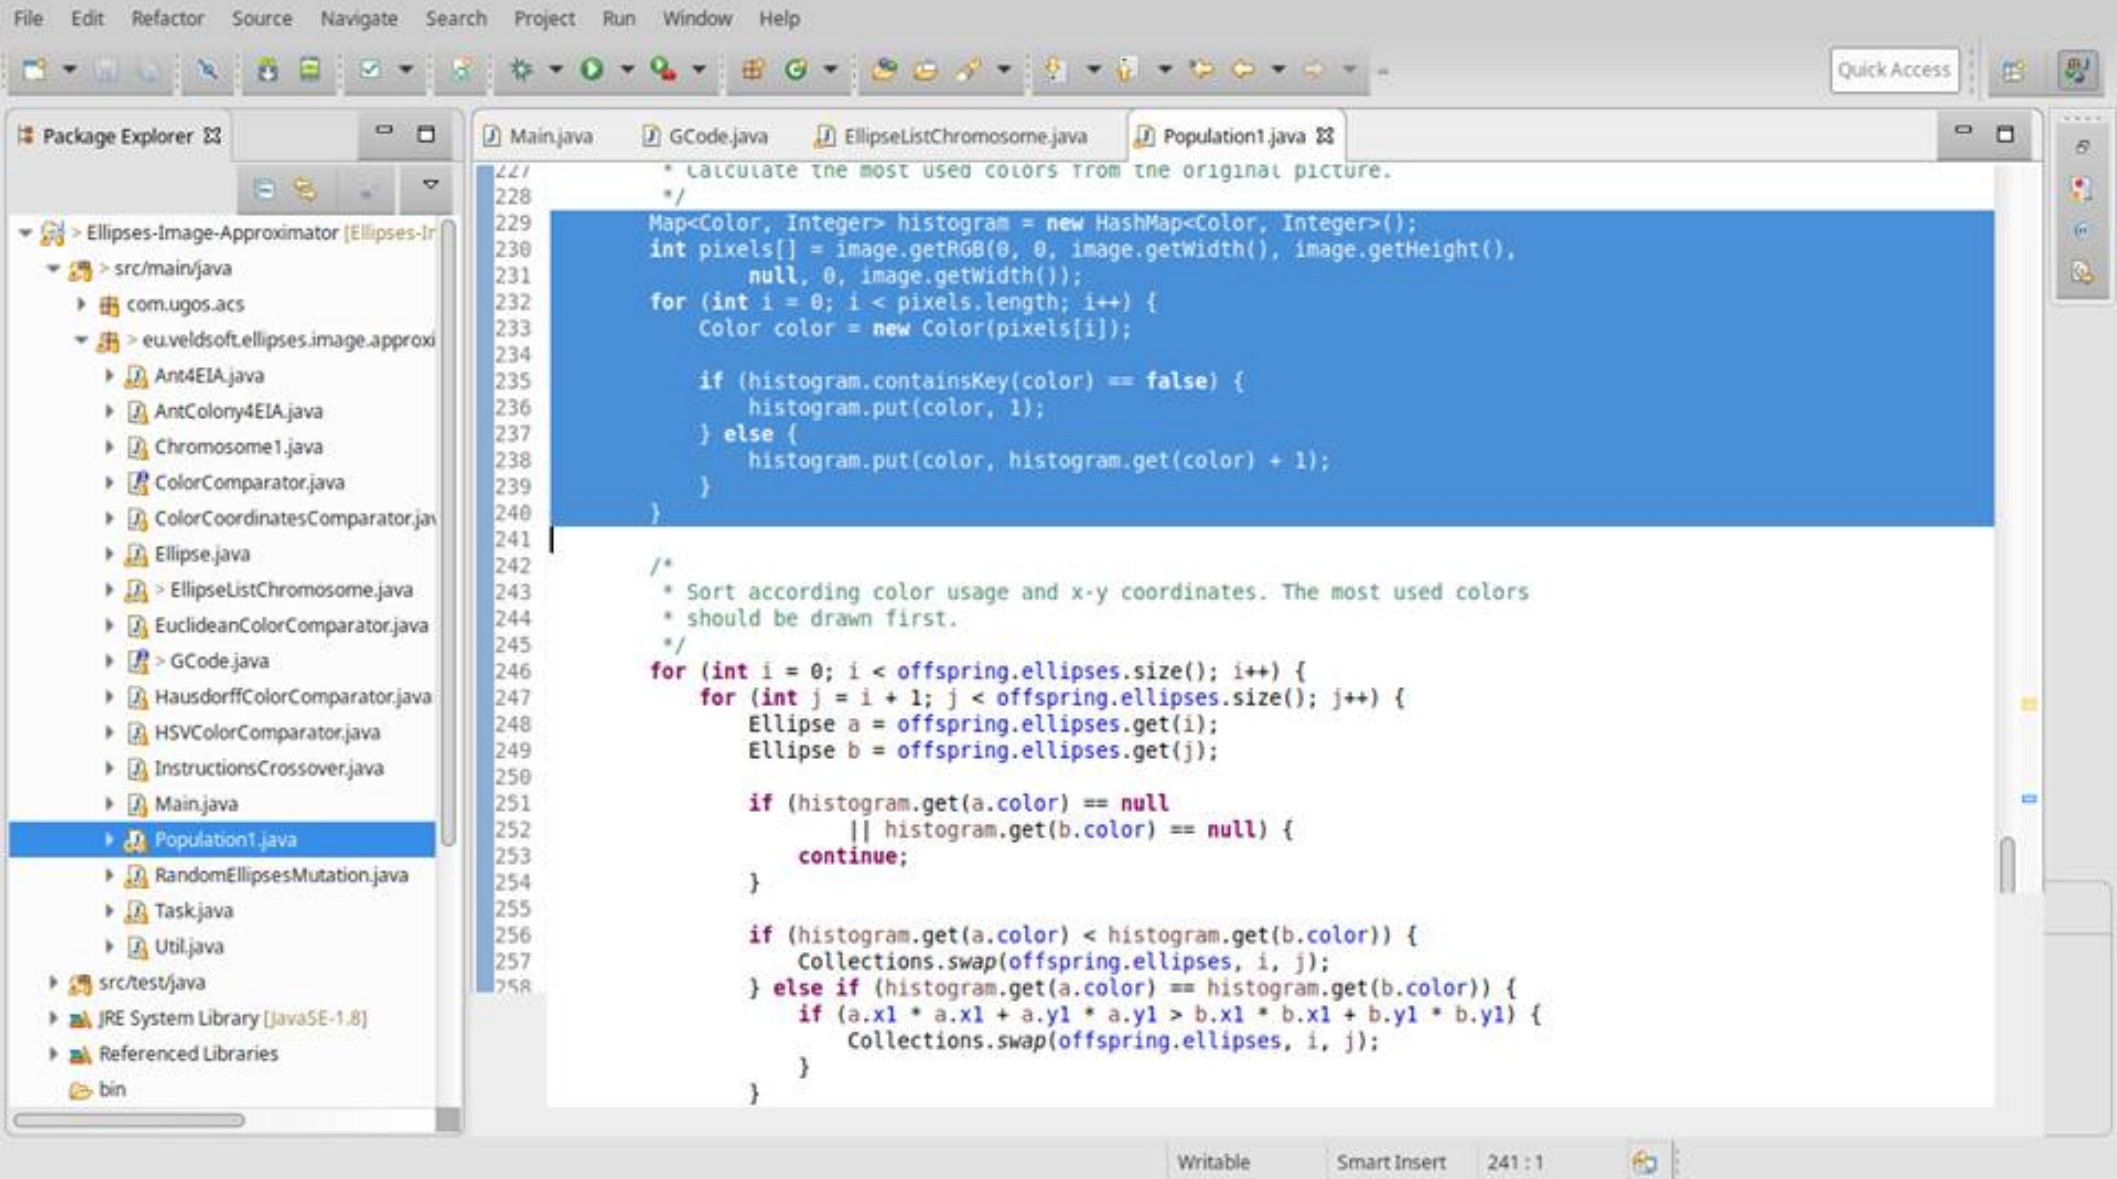 File Edit Refactor Source Navigate Search Project Run Window Help
Quick Access
Package Explorer
> Ellipses-Image-Approximator [Ellipses-Ir
> src/main/java
com.ugos.acs
> eu.veldsoft.ellipses.image.approxi
Ant4EIA.java
AntColony4EIA.java
Chromosome1.java
ColorComparator.java
ColorCoordinatesComparator.jav
Ellipse.java
> EllipseListChromosome.java
EuclideanColorComparator.java
> GCode.java
HausdorffColorComparator.java
HSVColorComparator.java
InstructionsCrossover.java
Main.java
Population1.java
RandomEllipsesMutation.java
Task.java
Util.java
src/test/java
JRE System Library [JavaSE-1.8]
Referenced Libraries
bin
Main.java GCode.java EllipseListChromosome.java Population1.java
227 * Calculate the most used colors from the original picture.
228 */
229 Map<Color, Integer> histogram = new HashMap<Color, Integer>();
230 int pixels[] = image.getRGB(0, 0, image.getWidth(), image.getHeight(),
231 null, 0, image.getWidth());
232 for (int i = 0; i < pixels.length; i++) {
233 Color color = new Color(pixels[i]);
234
235 if (histogram.containsKey(color) == false) {
236 histogram.put(color, 1);
237 } else {
238 histogram.put(color, histogram.get(color) + 1);
239 }
240 }
241
242 /*
243 * Sort according color usage and x-y coordinates. The most used colors
244 * should be drawn first.
245 */
246 for (int i = 0; i < offspring.ellipses.size(); i++) {
247 for (int j = i + 1; j < offspring.ellipses.size(); j++) {
248 Ellipse a = offspring.ellipses.get(i);
249 Ellipse b = offspring.ellipses.get(j);
250
251 if (histogram.get(a.color) == null
252 || histogram.get(b.color) == null) {
253 continue;
254 }
255
256 if (histogram.get(a.color) < histogram.get(b.color)) {
257 Collections.swap(offspring.ellipses, i, j);
258 } else if (histogram.get(a.color) == histogram.get(b.color)) {
if (a.x1 * a.x1 + a.y1 * a.y1 > b.x1 * b.x1 + b.y1 * b.y1) {
Collections.swap(offspring.ellipses, i, j);
}
}
Writable Smart Insert 241 : 1